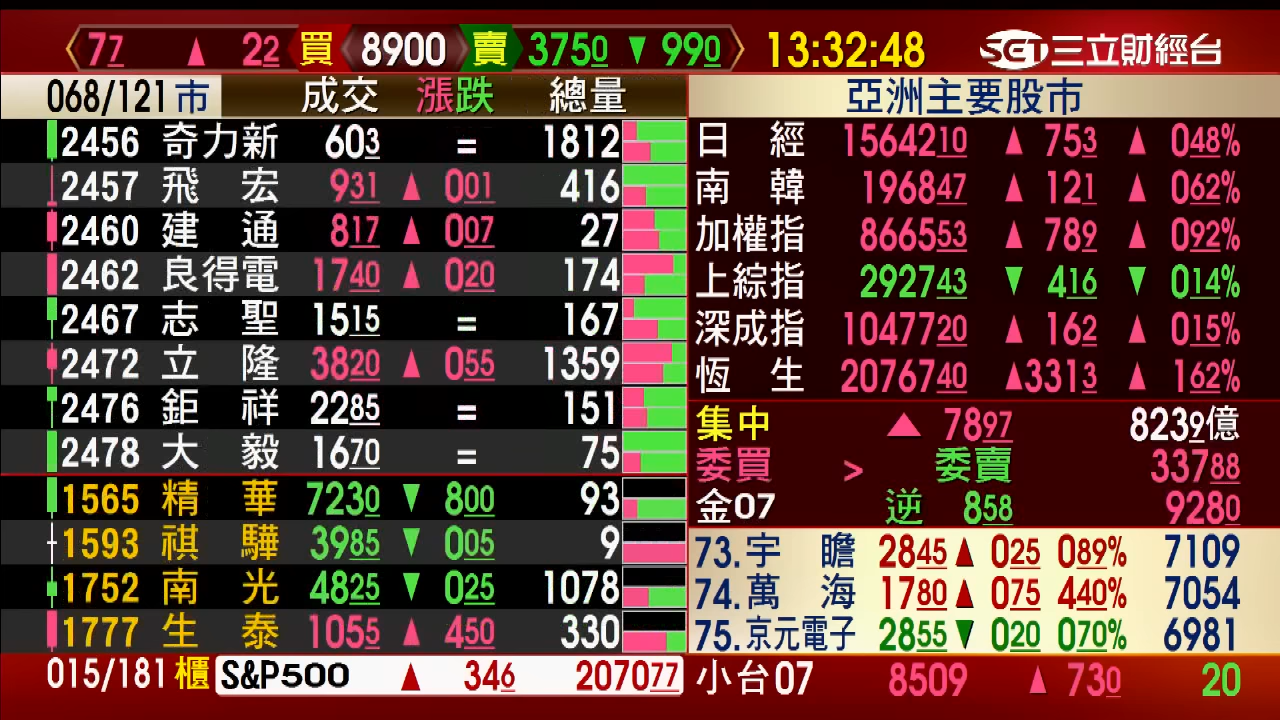 77 ▲ 22 買 8900 賣 3750 ▼ 990 13:32:48 SET三立財經台
068/121 市 成交 漲跌 總量
2456 奇力新 603 = 1812
2457 飛宏 931 ▲ 001 416
2460 建通 817 ▲ 007 27
2462 良得電 1740 ▲ 020 174
2467 志聖 1515 = 167
2472 立隆 3820 ▲ 055 1359
2476 鉅祥 2285 = 151
2478 大毅 1670 = 75
1565 精華 7230 ▼ 800 93
1593 祺驊 3985 ▼ 005 9
1752 南光 4825 ▼ 025 1078
1777 生泰 1055 ▲ 450 330
015/181 櫃 S&P500 ▲ 346 207077
亞洲主要股市
日經 1564210 ▲ 753 ▲ 048%
南韓 196847 ▲ 121 ▲ 062%
加權指 866553 ▲ 789 ▲ 092%
上綜指 292743 ▼ 416 ▼ 014%
深成指 1047720 ▲ 162 ▲ 015%
恆生 2076740 ▲3313 ▲ 162%
集中 ▲ 7897 8239億
委買 > 委賣 33788
金07 逆 858 9280
73.宇瞻 2845 ▲ 025 089% 7109
74.萬海 1780 ▲ 075 440% 7054
75.京元電子 2855 ▼ 020 070% 6981
小台07 8509 ▲ 730 20